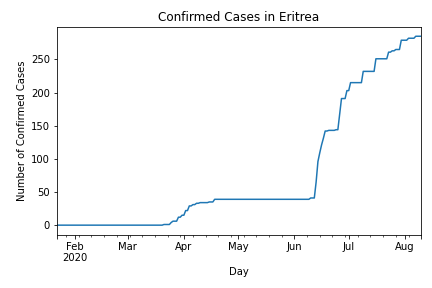 Confirmed Cases in Eritrea
Number of Confirmed Cases
250
200
150
100
50
0
Feb Mar Apr May Jun Jul Aug
2020
Day